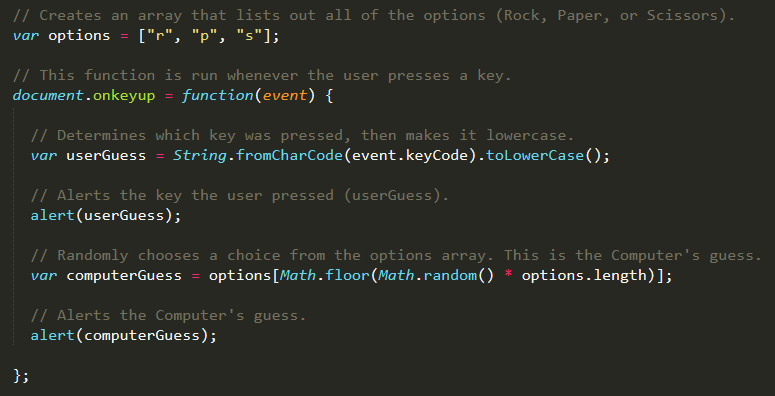 // Creates an array that lists out all of the options (Rock, Paper, or Scissors).
var options = ["r", "p", "s"];
// This function is run whenever the user presses a key.
document.onkeyup = function(event) {
// Determines which key was pressed, then makes it lowercase.
var userGuess = String.fromCharCode(event.keyCode).toLowerCase();
// Alerts the key the user pressed (userGuess).
alert(userGuess);
// Randomly chooses a choice from the options array. This is the Computer's guess.
var computerGuess = options[Math.floor(Math.random() * options.length)];
// Alerts the Computer's guess.
alert(computerGuess);
};